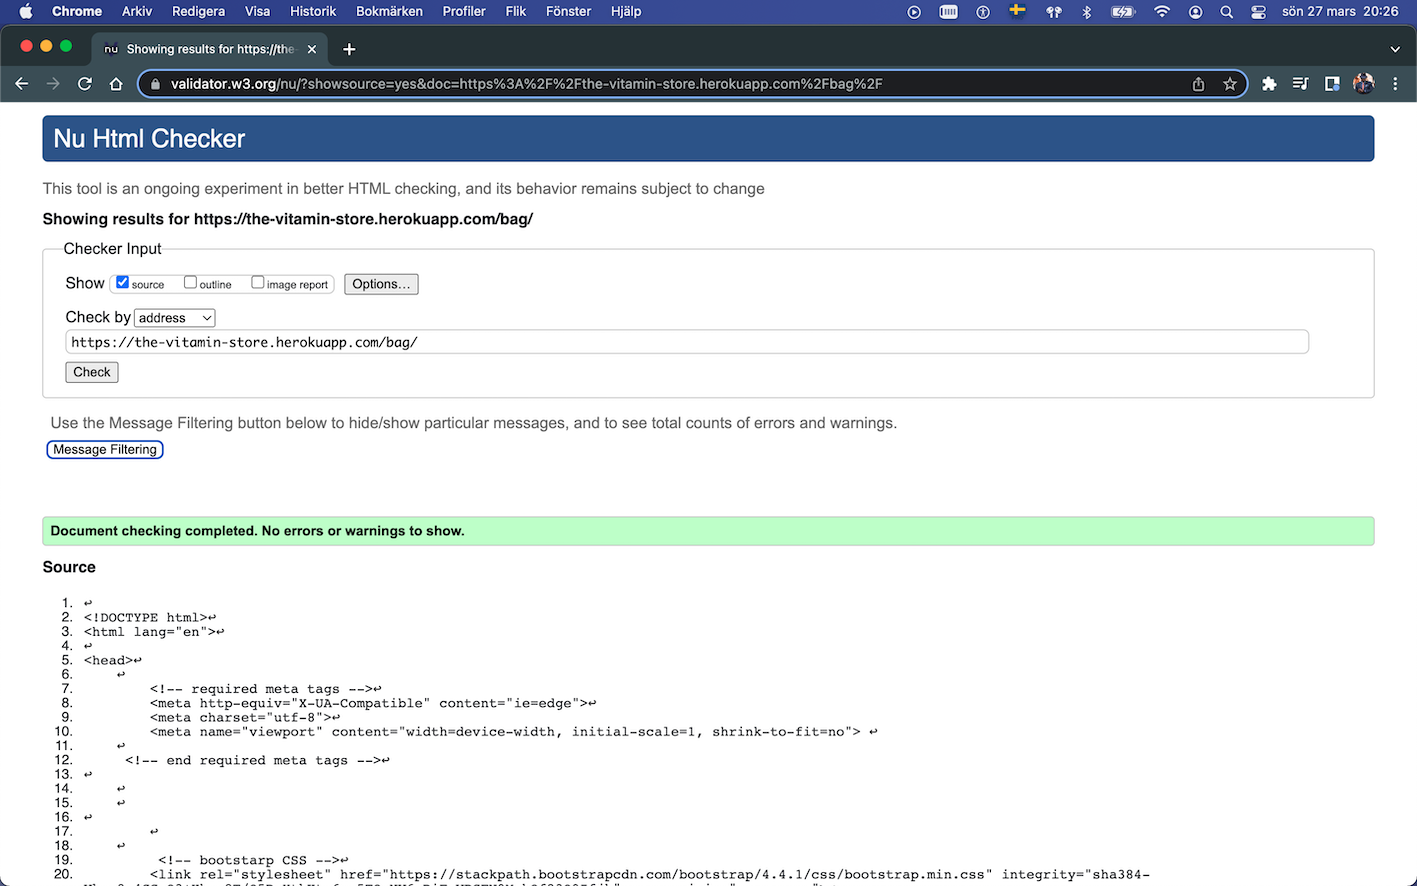 Chrome Arkiv Redigera Visa Historik Bokmärken Profiler Flik Fönster Hjälp sön 27 mars 20:26
nu Showing results for https://the-
validator.w3.org/nu/?showsource=yes&doc=https%3A%2F%2Fthe-vitamin-store.herokuapp.com%2Fbag%2F
Nu Html Checker
This tool is an ongoing experiment in better HTML checking, and its behavior remains subject to change
Showing results for https://the-vitamin-store.herokuapp.com/bag/
Checker Input
Show source outline image report Options...
Check by address
https://the-vitamin-store.herokuapp.com/bag/
Check
Use the Message Filtering button below to hide/show particular messages, and to see total counts of errors and warnings.
Message Filtering
Document checking completed. No errors or warnings to show.
Source
1. ↩
2. <!DOCTYPE html>↩
3. <html lang="en">↩
4. ↩
5. <head>↩
6. ↩
7. <!-- required meta tags -->↩
8. <meta http-equiv="X-UA-Compatible" content="ie=edge">↩
9. <meta charset="utf-8">↩
10. <meta name="viewport" content="width=device-width, initial-scale=1, shrink-to-fit=no"> ↩
11. ↩
12. <!-- end required meta tags -->↩
13. ↩
14. ↩
15. ↩
16. ↩
17. ↩
18. ↩
19. <!-- bootstarp CSS -->↩
20. <link rel="stylesheet" href="https://stackpath.bootstrapcdn.com/bootstrap/4.4.1/css/bootstrap.min.css" integrity="sha384-